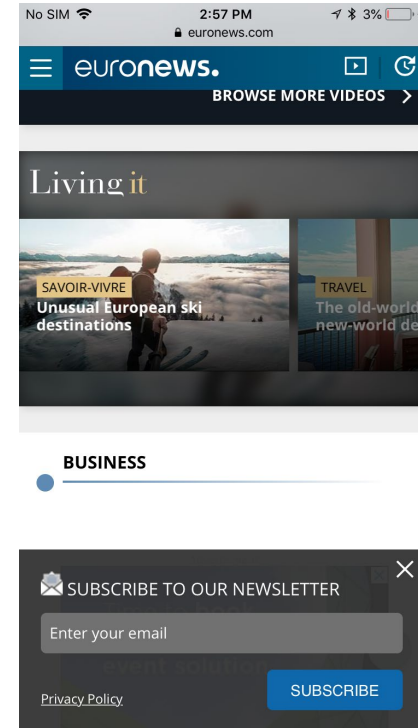 No SIM 2:57 PM 3%
euronews.com
euronews.
BROWSE MORE VIDEOS
Living it
SAVOIR-VIVRE
Unusual European ski
destinations
TRAVEL
The old-world
new-world de
BUSINESS
SUBSCRIBE TO OUR NEWSLETTER
Enter your email
event solution
Privacy Policy
SUBSCRIBE